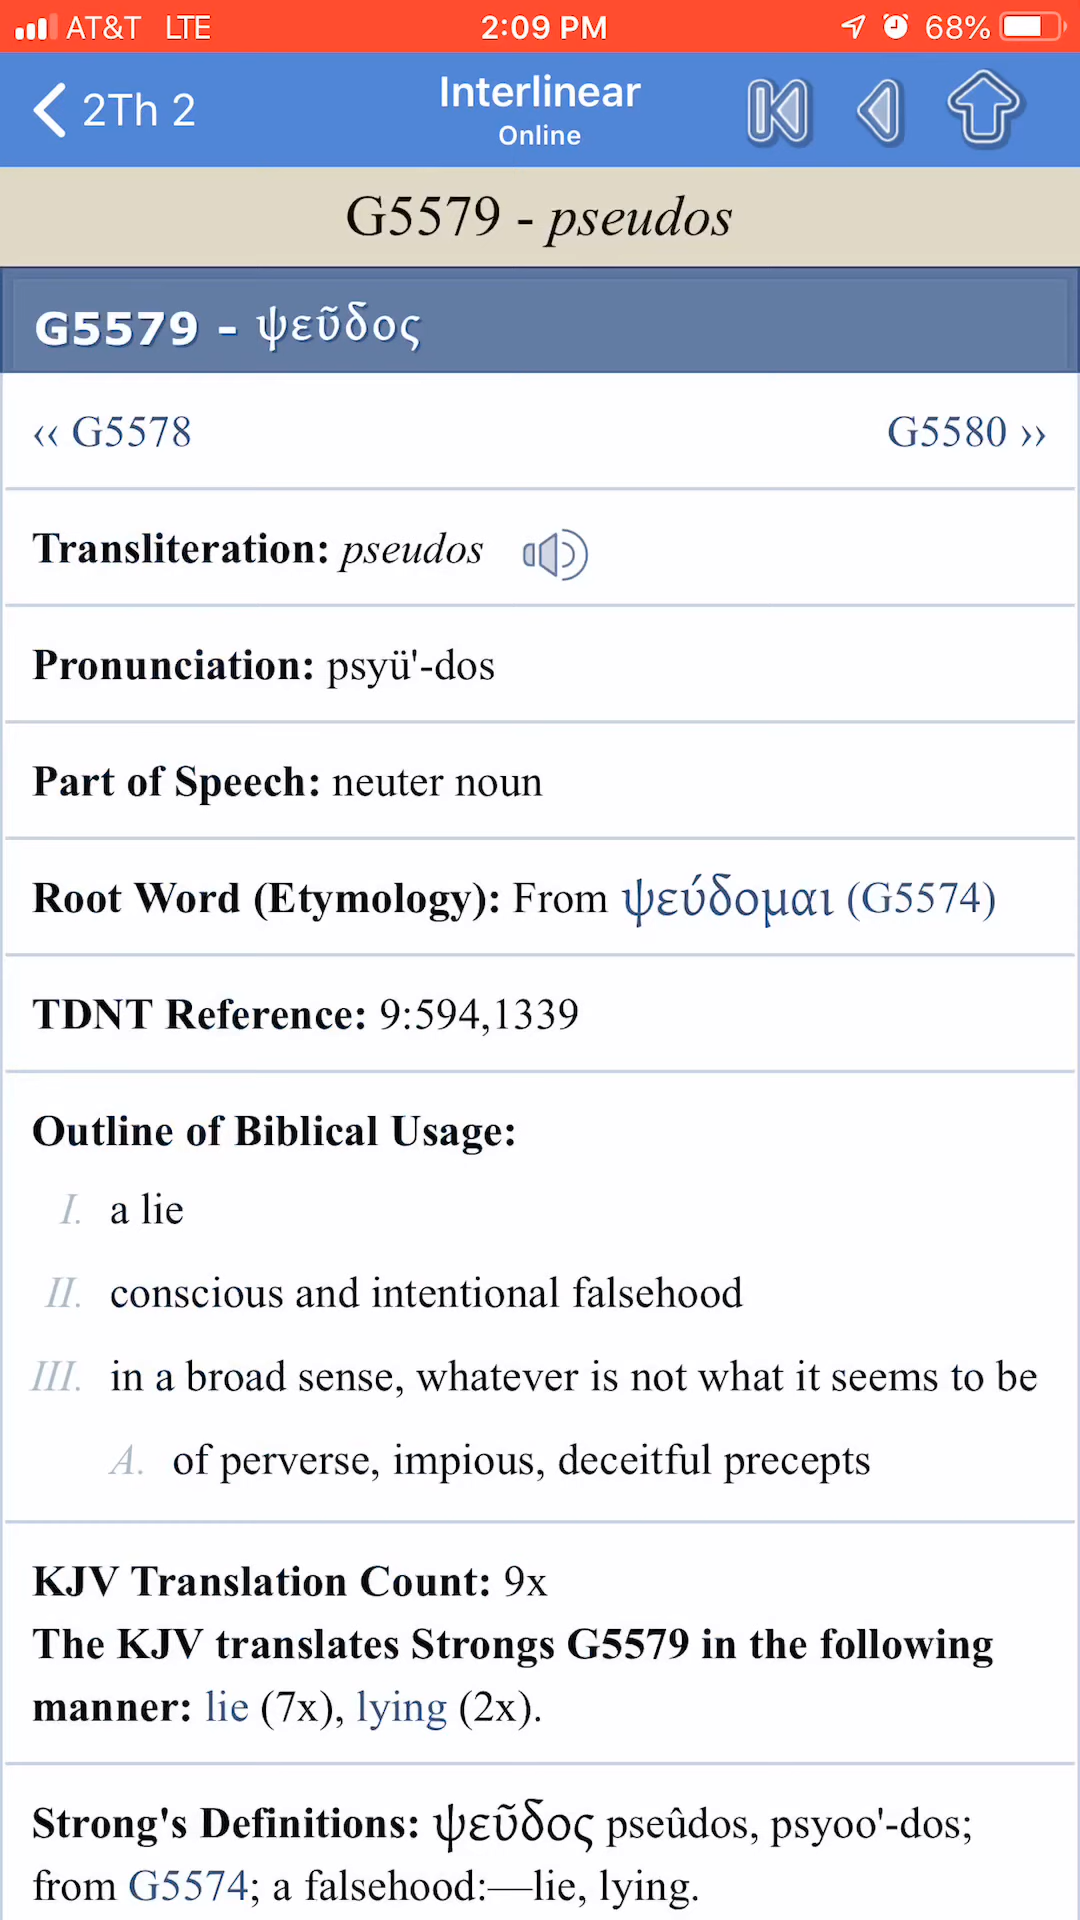 AT&T LTE 2:09 PM 68%
2Th 2 Interlinear
Online
G5579 - pseudos
G5579 - ψεῦδος
‹‹ G5578 G5580 ››
Transliteration: pseudos
Pronunciation: psyü'-dos
Part of Speech: neuter noun
Root Word (Etymology): From ψεύδομαι (G5574)
TDNT Reference: 9:594,1339
Outline of Biblical Usage:
I. a lie
II. conscious and intentional falsehood
III. in a broad sense, whatever is not what it seems to be
A. of perverse, impious, deceitful precepts
KJV Translation Count: 9x
The KJV translates Strongs G5579 in the following
manner: lie (7x), lying (2x).
Strong's Definitions: ψεῦδος pseûdos, psyoo'-dos;
from G5574; a falsehood:—lie, lying.